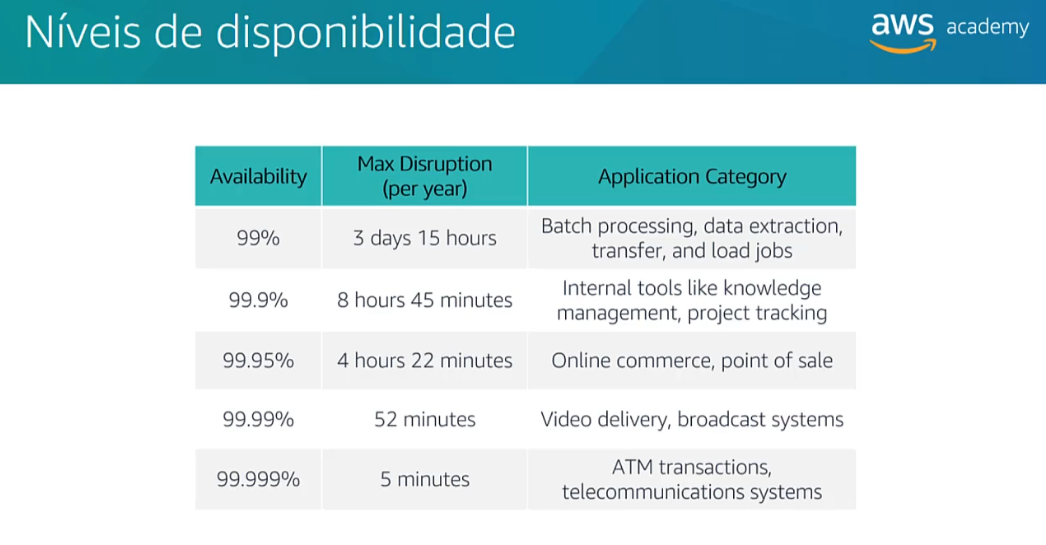 Níveis de disponibilidade
aws academy
Availability
Max Disruption
(per year)
Application Category
99%
3 days 15 hours
Batch processing, data extraction,
transfer, and load jobs
99.9%
8 hours 45 minutes
Internal tools like knowledge
management, project tracking
99.95%
4 hours 22 minutes
Online commerce, point of sale
99.99%
52 minutes
Video delivery, broadcast systems
99.999%
5 minutes
ATM transactions,
telecommunications systems